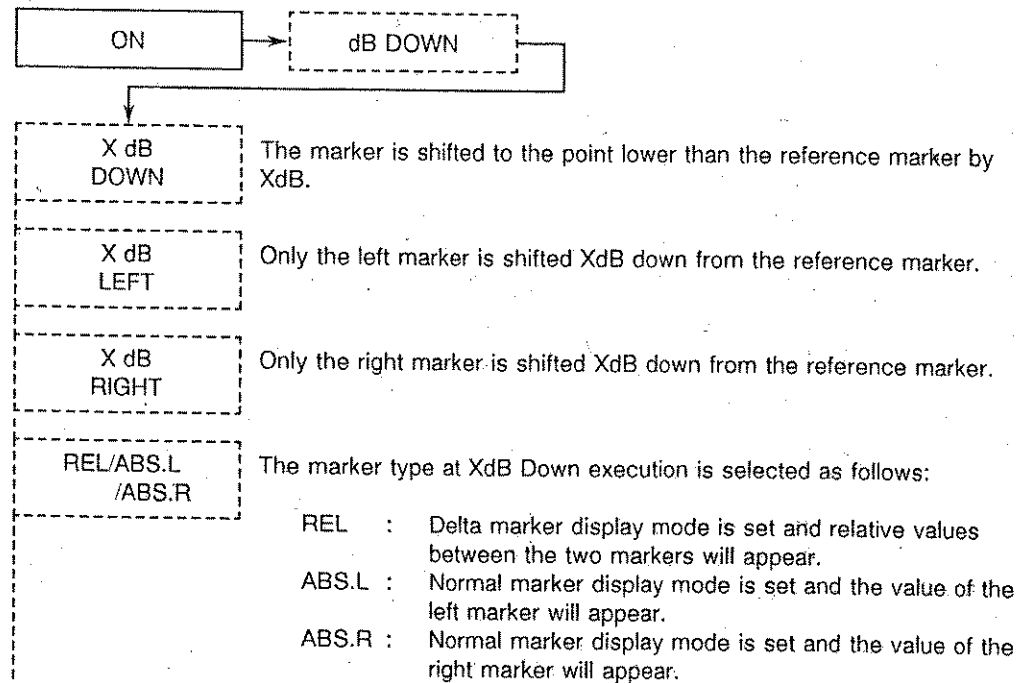 ON
dB DOWN
X dB
DOWN
The marker is shifted to the point lower than the reference marker by
XdB.
X dB
LEFT
Only the left marker is shifted XdB down from the reference marker.
X dB
RIGHT
Only the right marker is shifted XdB down from the reference marker.
REL/ABS.L
/ABS.R
The marker type at XdB Down execution is selected as follows:
REL : Delta marker display mode is set and relative values
between the two markers will appear.
ABS.L : Normal marker display mode is set and the value of the
left marker will appear.
ABS.R : Normal marker display mode is set and the value of the
right marker will appear.